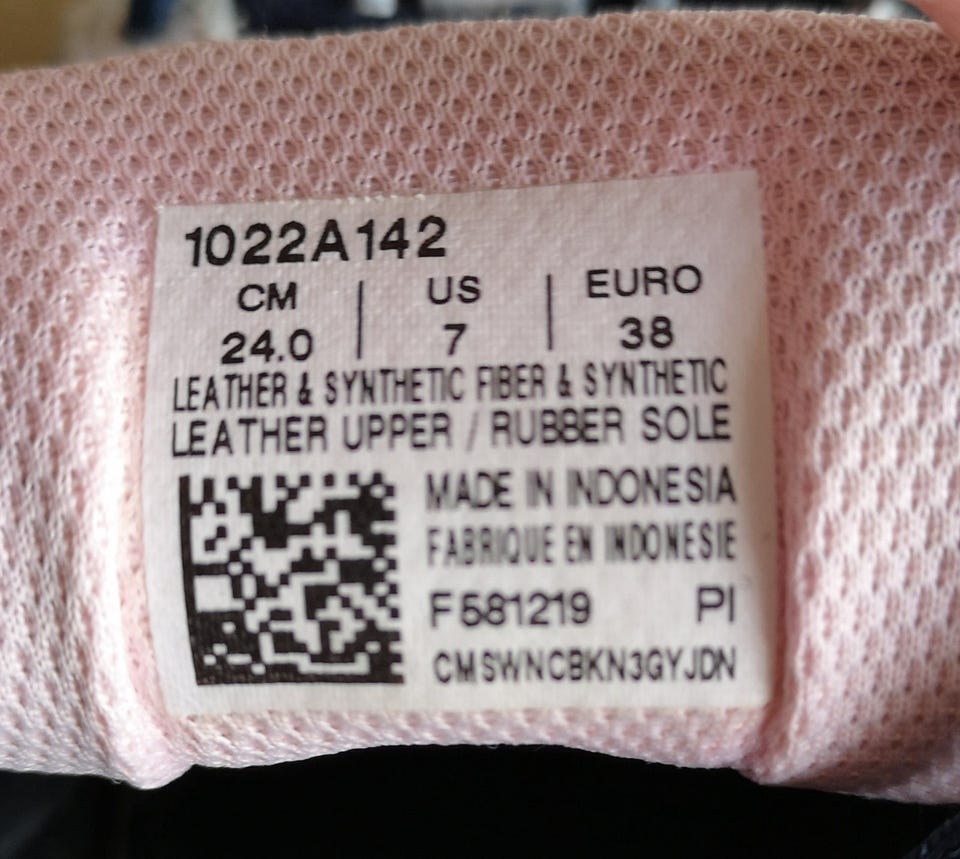 1022A142
CM | US | EURO
24.0 | 7 | 38
LEATHER & SYNTHETIC FIBER & SYNTHETIC
LEATHER UPPER / RUBBER SOLE
MADE IN INDONESIA
FABRIQUE EN INDONESIE
F581219 PI
CMSWNCBKN3GYJDN